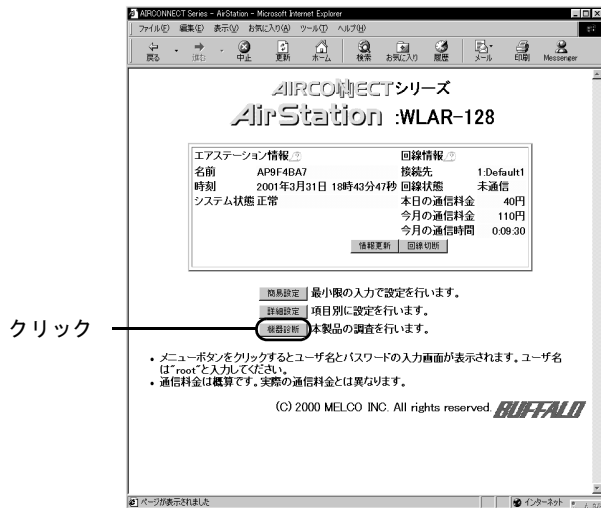 AIRCONNECT Series - AirStation - Microsoft Internet Explorer
ファイル(F) 編集(E) 表示(V) お気に入り(A) ツール(T) ヘルプ(H)
戻る 進む 中止 更新 ホーム 検索 お気に入り 履歴 メール 印刷 Messenger
AIRCONNECTシリーズ
AirStation :WLAR-128
エアステーション情報 ? 回線情報 ?
名前 AP9F4BA7 接続先 1:Default1
時刻 2001年3月31日 18時43分47秒 回線状態 未通信
システム状態 正常 本日の通信料金 40円
今月の通信料金 110円
今月の通信時間 0:09:30
情報更新 回線切断
簡易設定 最小限の入力で設定を行います。
詳細設定 項目別に設定を行います。
クリック 機器診断 本製品の調査を行います。
• メニューボタンをクリックするとユーザ名とパスワードの入力画面が表示されます。ユーザ名
は"root"と入力してください。
• 通信料金は概算です。実際の通信料金とは異なります。
(C) 2000 MELCO INC. All rights reserved. BUFFALO
ページが表示されました インターネット